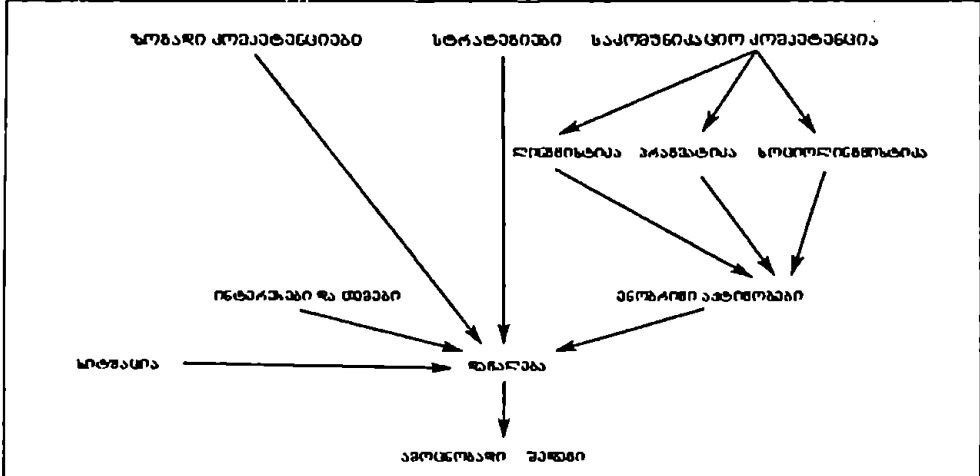 ზოგადი კომპეტენციები სტრატეგიები საკომუნიკაციო კომპეტენცია
ლინგვისტიკა პრაგმატიკა სოციოლინგვისტიკა
ინტერესები და თემები ენობრივი აქტივობები
სიტუაცია დავალება
ამოცნობადი შედეგი